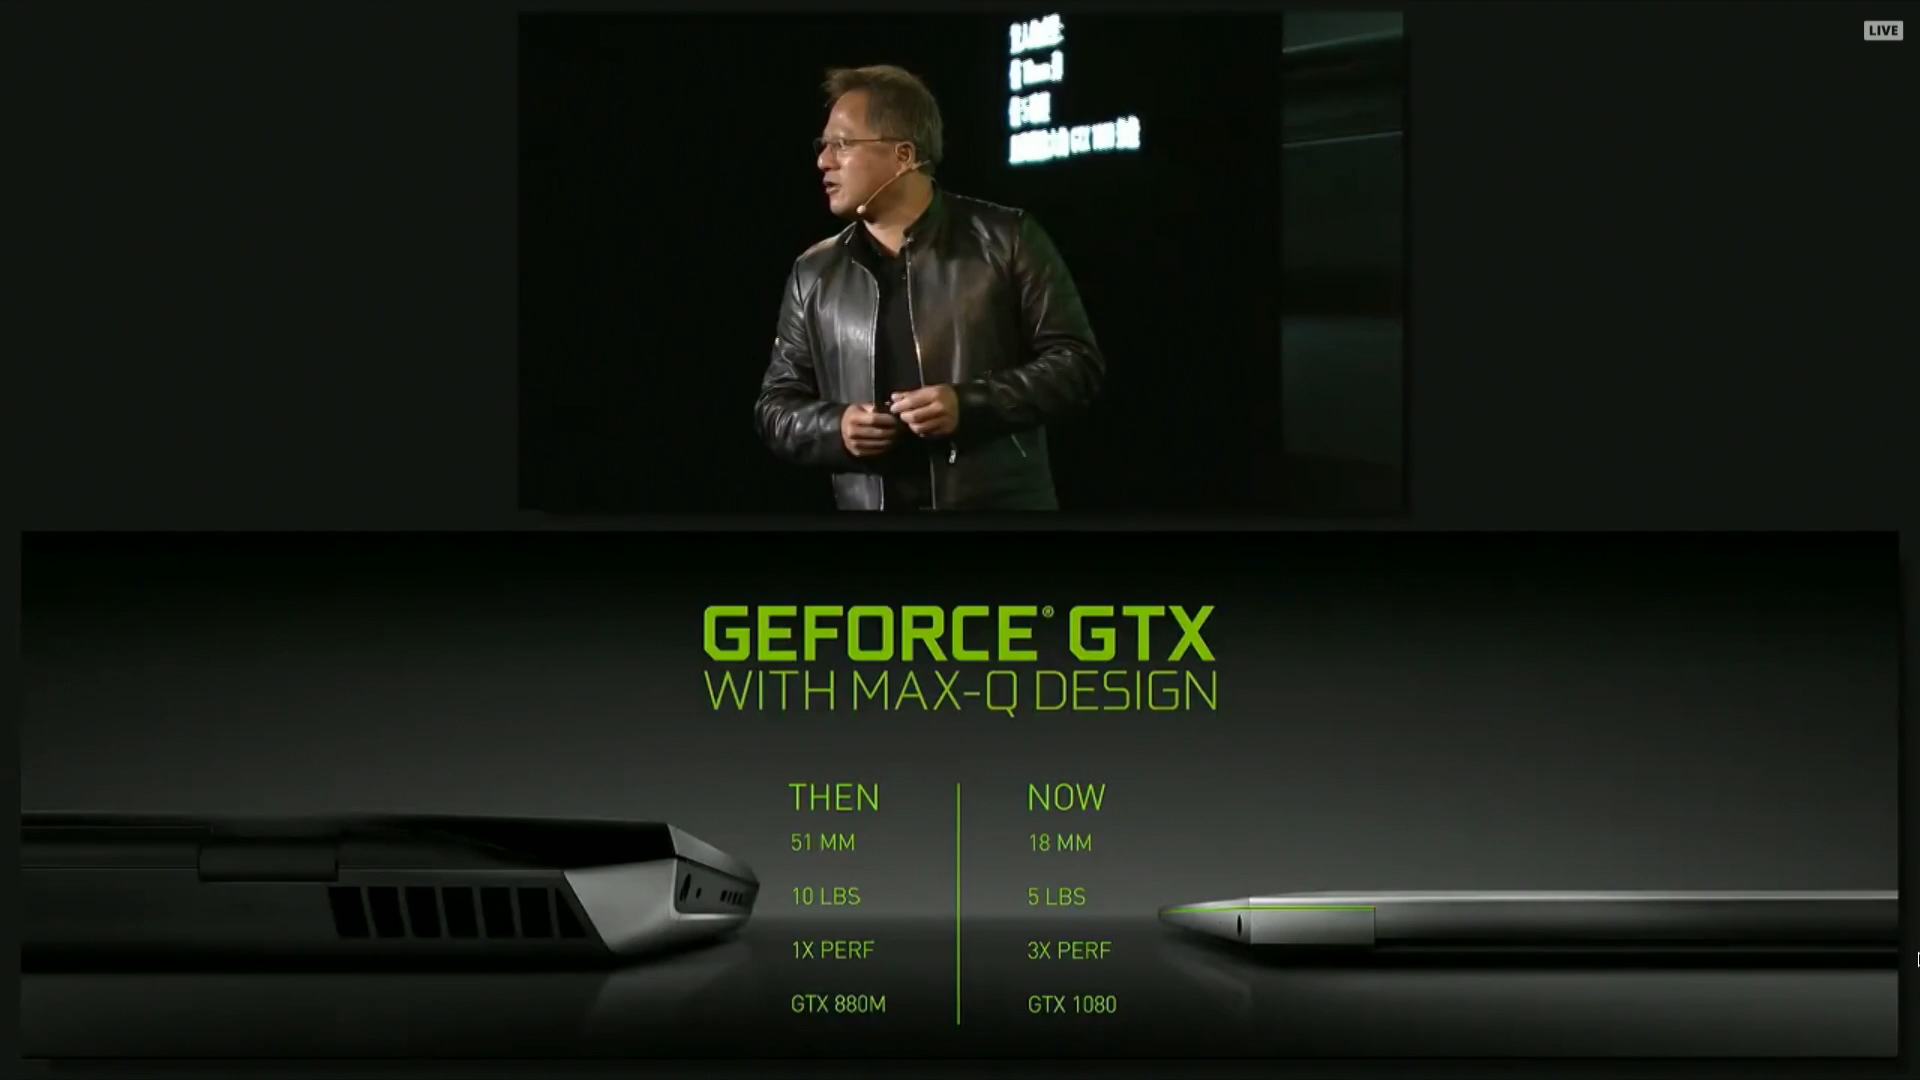 LIVE
GEFORCE® GTX
WITH MAX-Q DESIGN
THEN
NOW
51 MM
18 MM
10 LBS
5 LBS
1X PERF
3X PERF
GTX 880M
GTX 1080